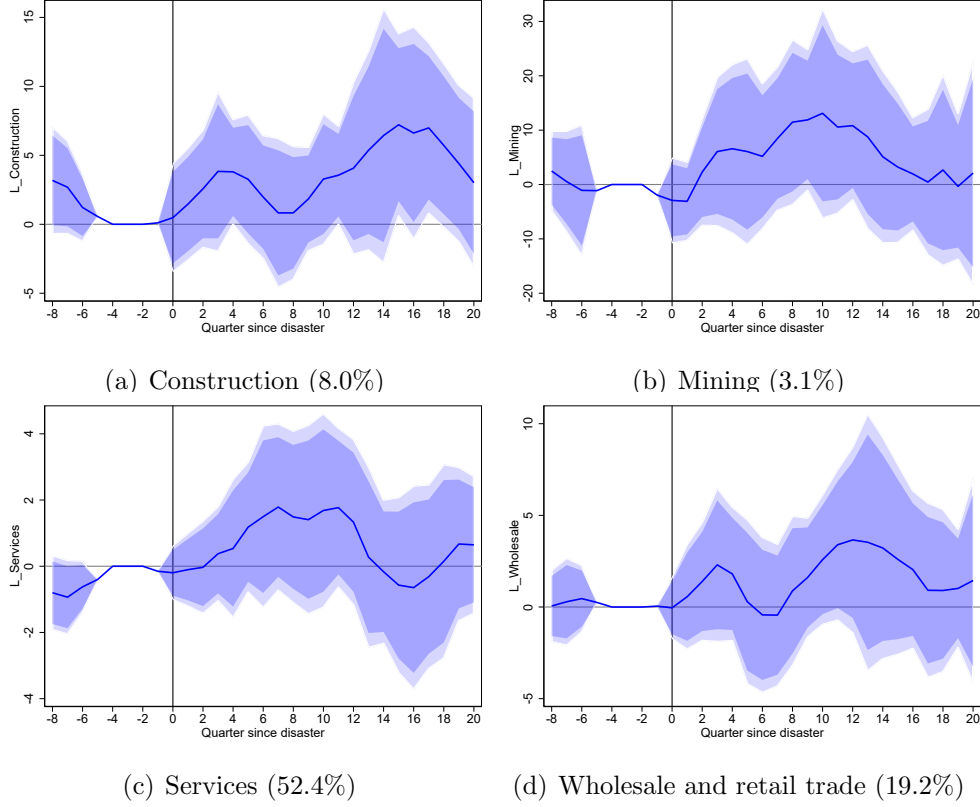 15
10
5
0
-5
L_Construction
-8 -6 -4 -2 0 2 4 6 8 10 12 14 16 18 20
Quarter since disaster
(a) Construction (8.0%)
30
20
10
0
-10
-20
L_Mining
-8 -6 -4 -2 0 2 4 6 8 10 12 14 16 18 20
Quarter since disaster
(b) Mining (3.1%)
4
2
0
-2
-4
L_Services
-8 -6 -4 -2 0 2 4 6 8 10 12 14 16 18 20
Quarter since disaster
(c) Services (52.4%)
10
5
0
-5
L_Wholesale
-8 -6 -4 -2 0 2 4 6 8 10 12 14 16 18 20
Quarter since disaster
(d) Wholesale and retail trade (19.2%)